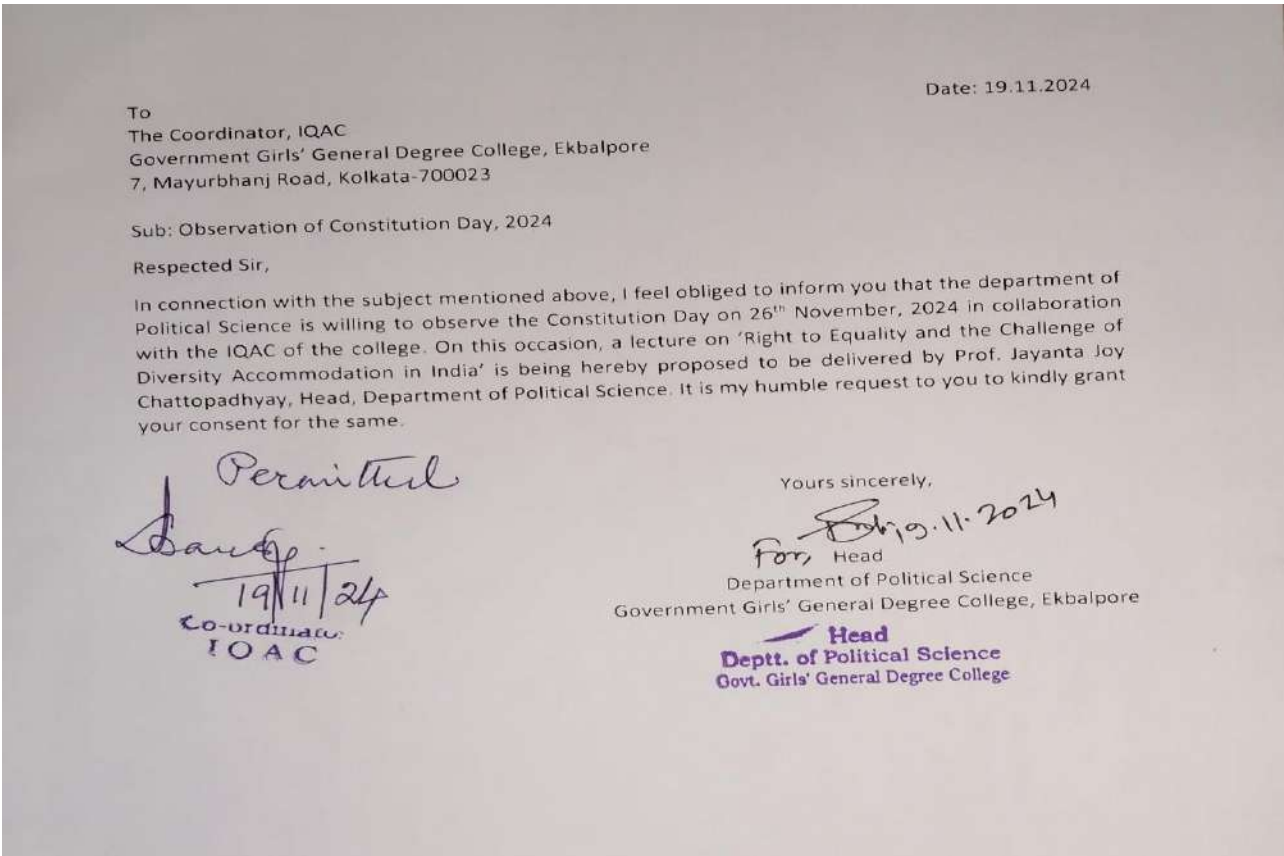 Date: 19.11.2024
To
The Coordinator, IQAC
Government Girls' General Degree College, Ekbalpore
7, Mayurbhanj Road, Kolkata-700023
Sub: Observation of Constitution Day, 2024
Respected Sir,
In connection with the subject mentioned above, I feel obliged to inform you that the department of
Political Science is willing to observe the Constitution Day on 26th November, 2024 in collaboration
with the IQAC of the college. On this occasion, a lecture on 'Right to Equality and the Challenge of
Diversity Accommodation in India' is being hereby proposed to be delivered by Prof. Jayanta Joy
Chattopadhyay, Head, Department of Political Science. It is my humble request to you to kindly grant
your consent for the same.
Permitted
19/11/24
Co-ordinator
IQAC
Yours sincerely,
19.11.2024
For, Head
Department of Political Science
Government Girls' General Degree College, Ekbalpore
Head
Deptt. of Political Science
Govt. Girls' General Degree College